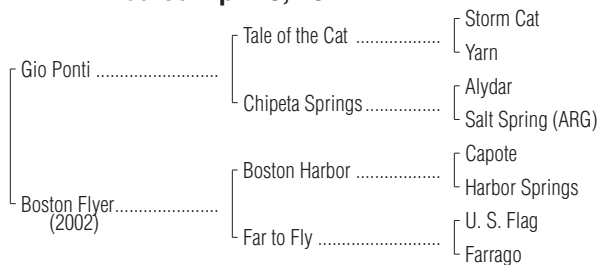 Tale of the Cat ..................
Storm Cat
Yarn
Gio Ponti ..........................
Chipeta Springs ................
Alydar
Salt Spring (ARG)
Boston Harbor ..................
Capote
Harbor Springs
Boston Flyer......................
(2002)
Far to Fly ..........................
U. S. Flag
Farrago